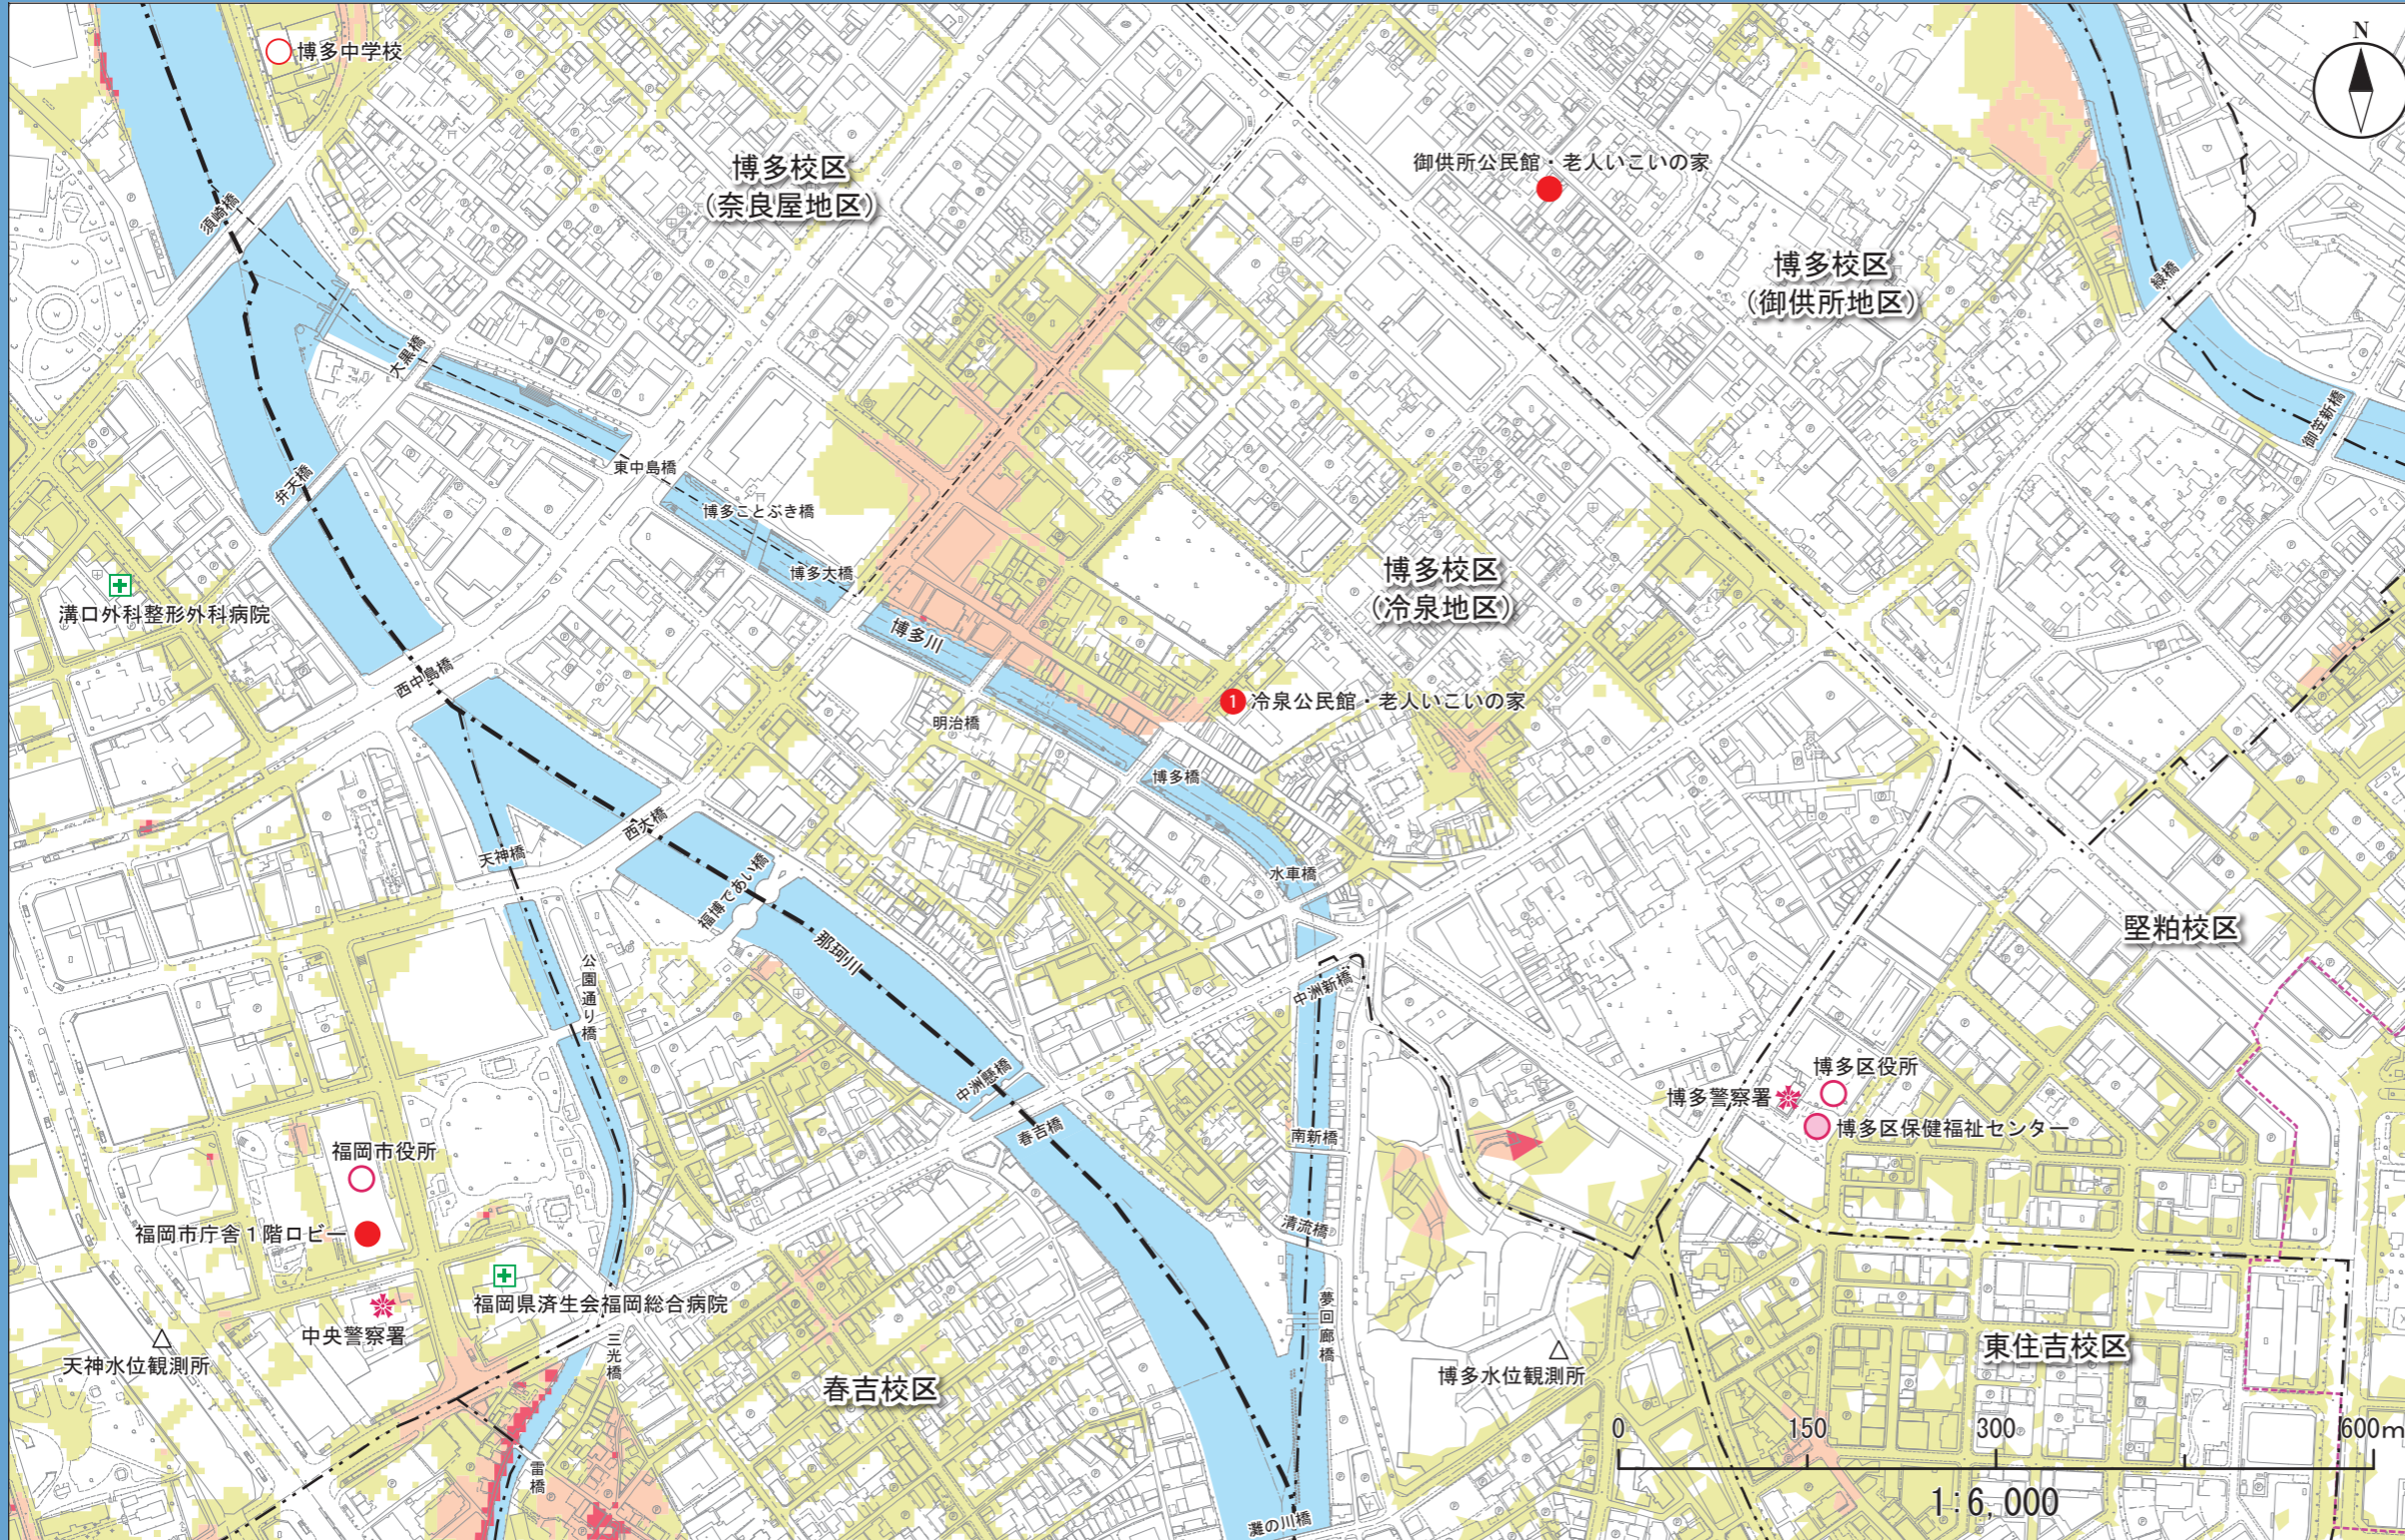 N
博多中学校
博多校区
(奈良屋地区)
御供所公民館・老人いこいの家
須崎橋
博多校区
(御供所地区)
緑橋
大黒橋
御笠新橋
東中島橋
弁天橋
博多ことぶき橋
博多大橋
博多校区
(冷泉地区)
溝口外科整形外科病院
博多川
西中島橋
1
冷泉公民館・老人いこいの家
明治橋
博多橋
西大橋
天神橋
水車橋
福博であい橋
那珂川
堅粕校区
公園通り橋
中洲新橋
中洲懸橋
春吉橋
博多区役所
博多警察署
博多区保健福祉センター
南新橋
福岡市役所
福岡市庁舎1階ロビー
清流橋
福岡県済生会福岡総合病院
中央警察署
夢回廊橋
三光橋
天神水位観測所
博多水位観測所
東住吉校区
春吉校区
0 150 300 600m
雷橋
1:6,000
灘の川橋